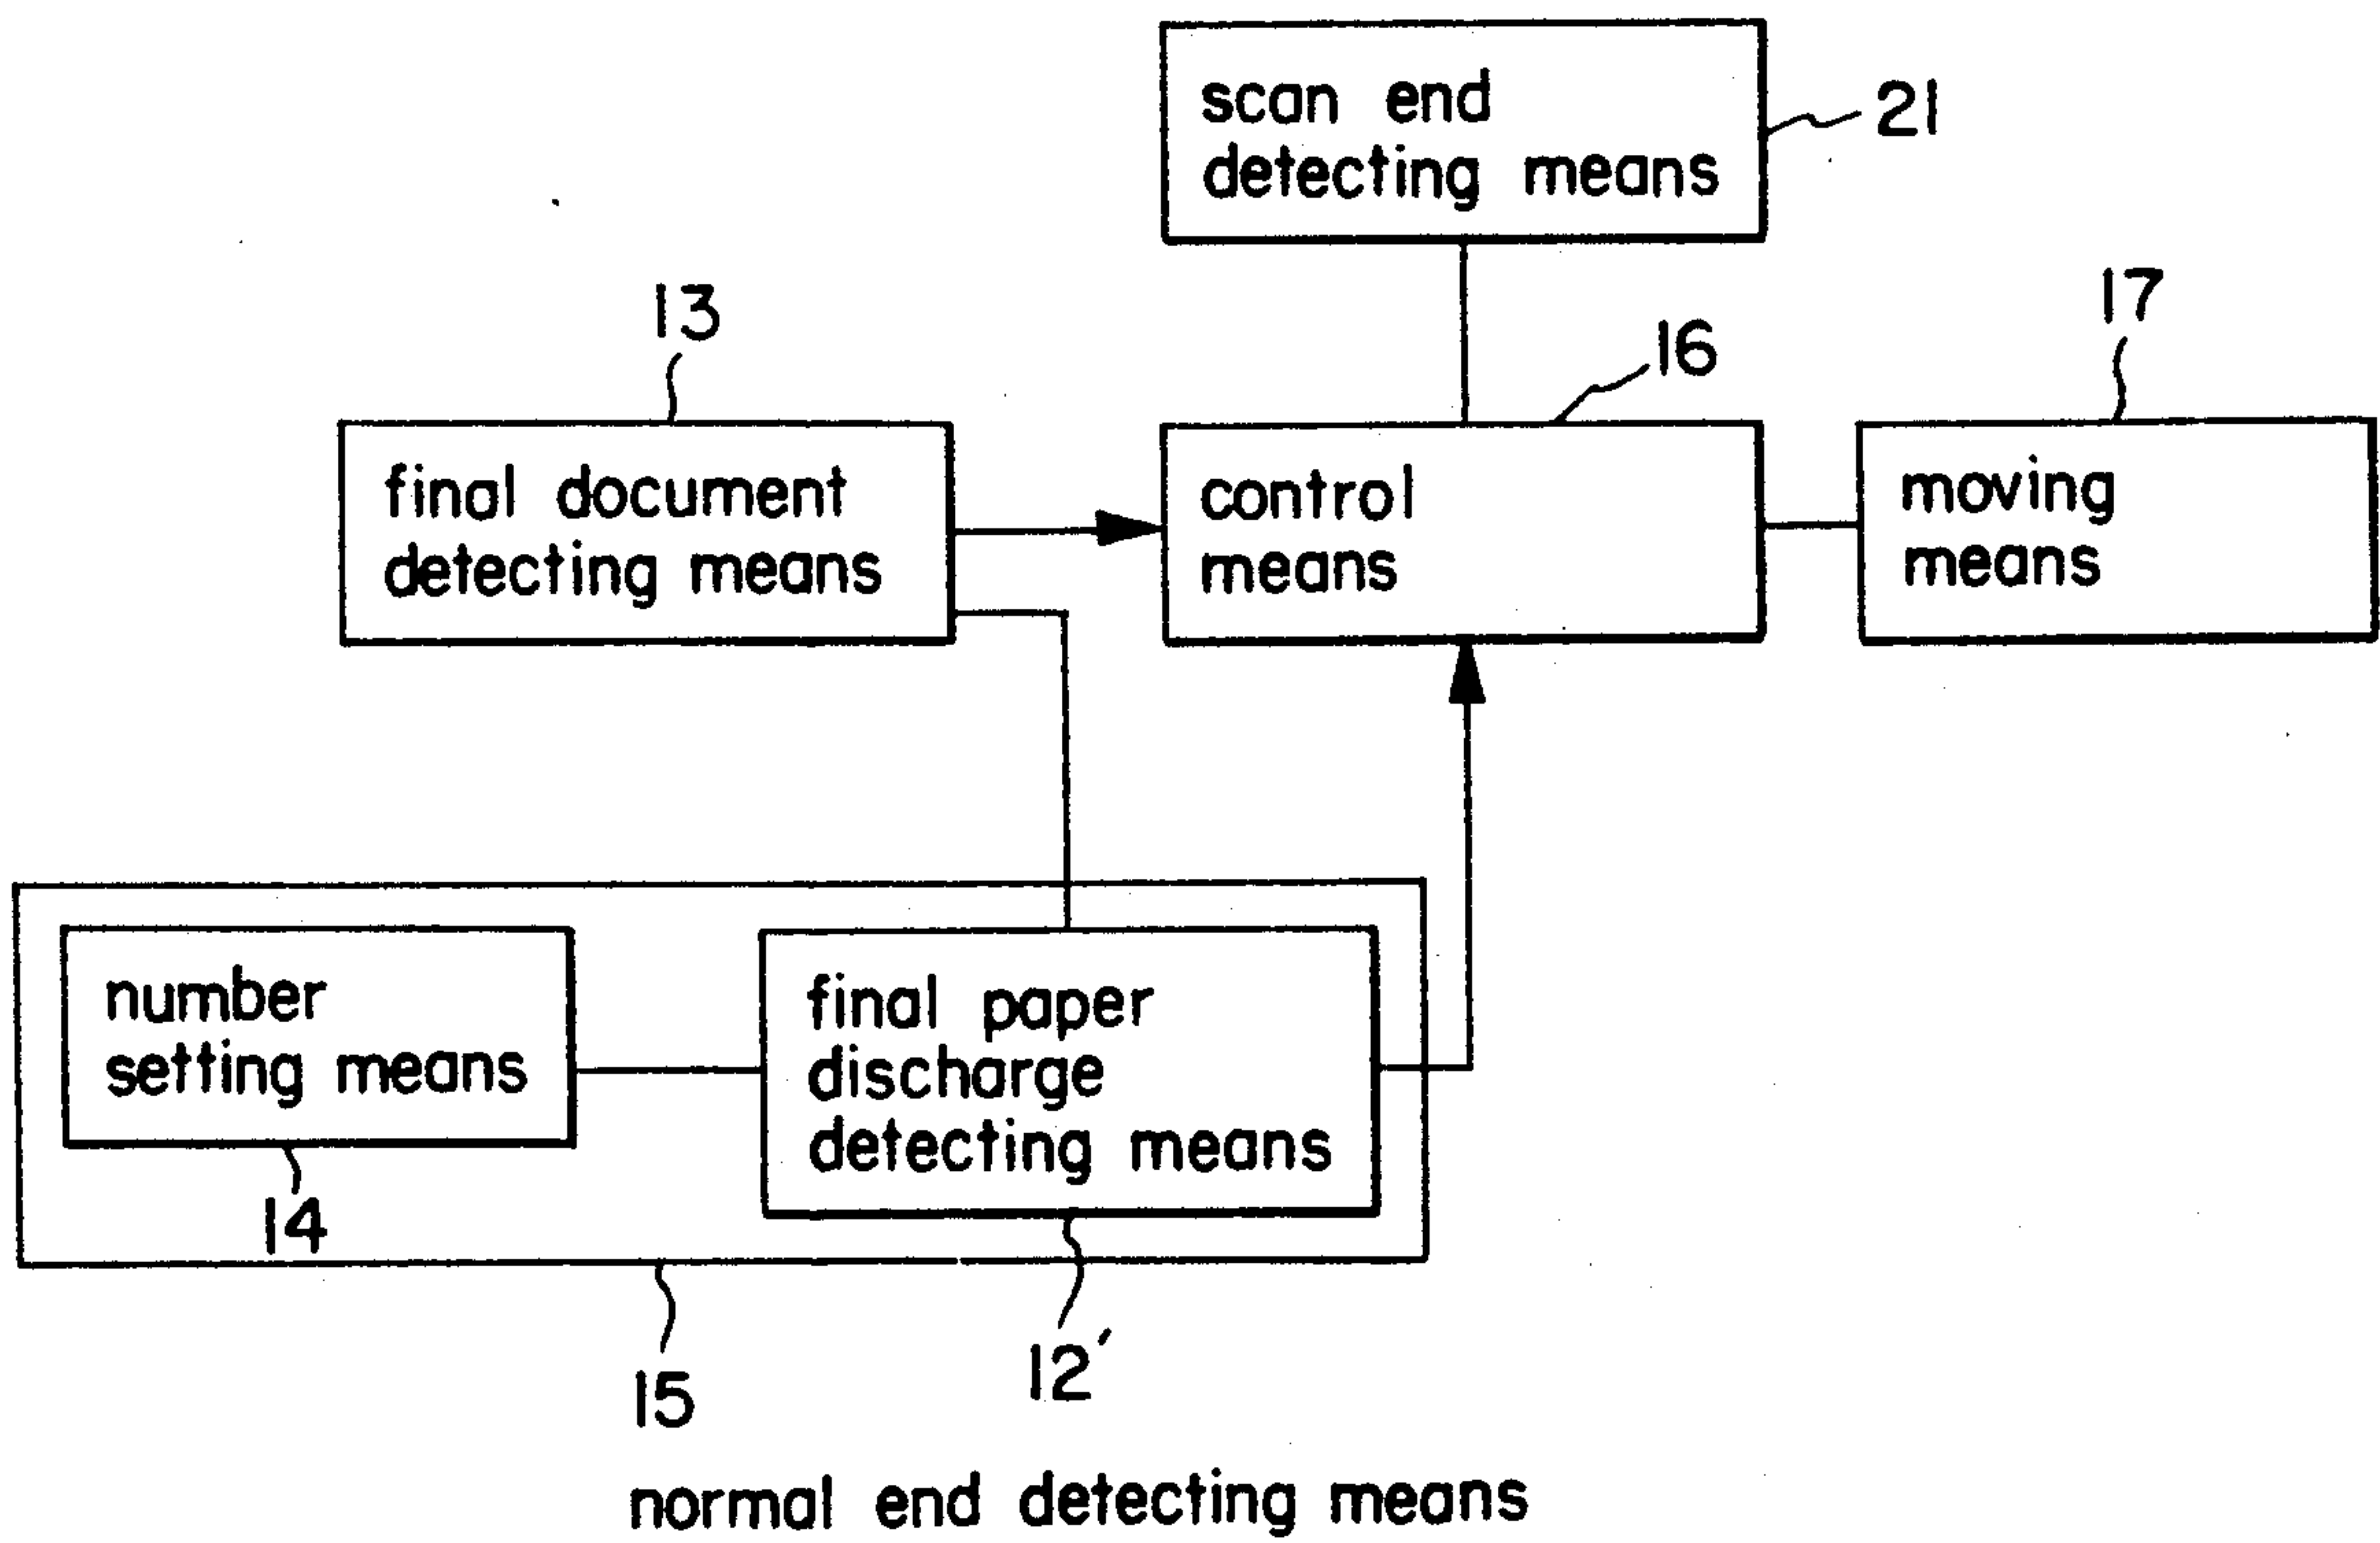 scan end
detecting means
21
13
16
17
final document
detecting means
control
means
moving
means
number
setting means
final paper
discharge
detecting means
14
15
12'
normal end detecting means